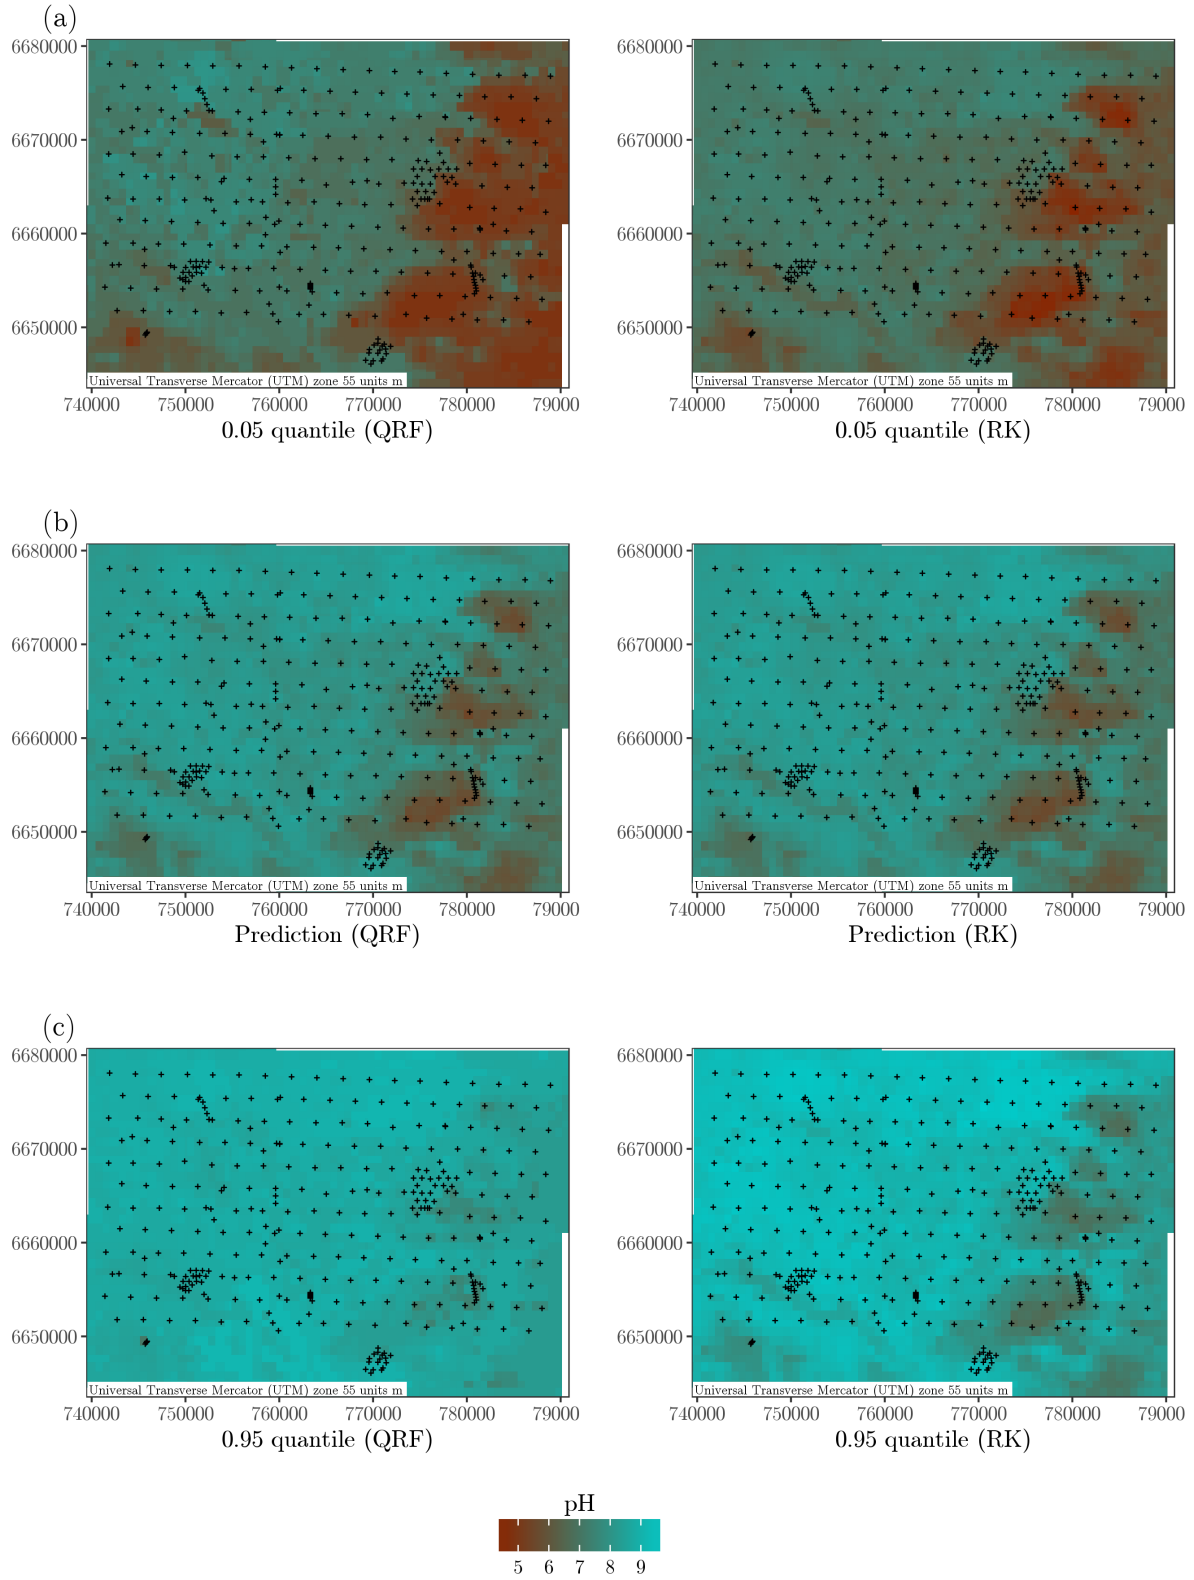 (a)
6680000
6670000
6660000
6650000
Universal Transverse Mercator (UTM) zone 55 units m
740000 750000 760000 770000 780000 79000
0.05 quantile (QRF)
6680000
6670000
6660000
6650000
Universal Transverse Mercator (UTM) zone 55 units m
740000 750000 760000 770000 780000 79000
0.05 quantile (RK)
(b)
6680000
6670000
6660000
6650000
Universal Transverse Mercator (UTM) zone 55 units m
740000 750000 760000 770000 780000 79000
Prediction (QRF)
6680000
6670000
6660000
6650000
Universal Transverse Mercator (UTM) zone 55 units m
740000 750000 760000 770000 780000 79000
Prediction (RK)
(c)
6680000
6670000
6660000
6650000
Universal Transverse Mercator (UTM) zone 55 units m
740000 750000 760000 770000 780000 79000
0.95 quantile (QRF)
6680000
6670000
6660000
6650000
Universal Transverse Mercator (UTM) zone 55 units m
740000 750000 760000 770000 780000 79000
0.95 quantile (RK)
pH
5 6 7 8 9